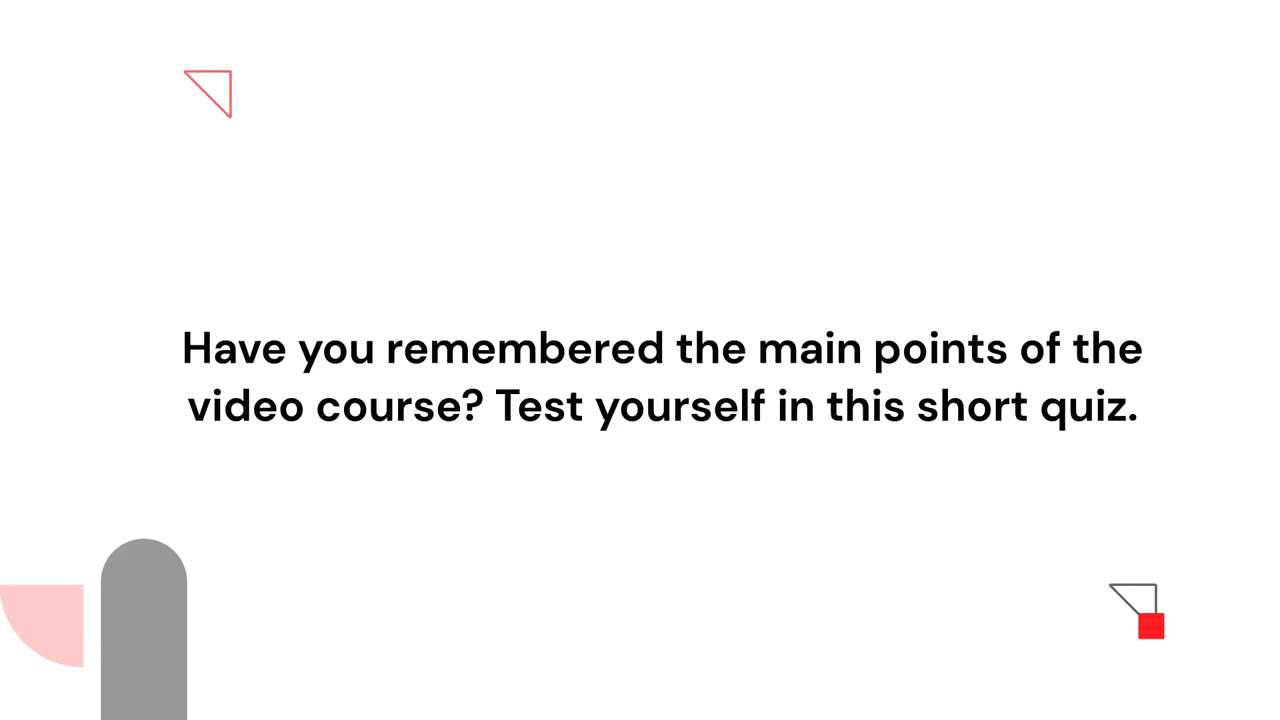 Have you remembered the main points of the
video course? Test yourself in this short quiz.